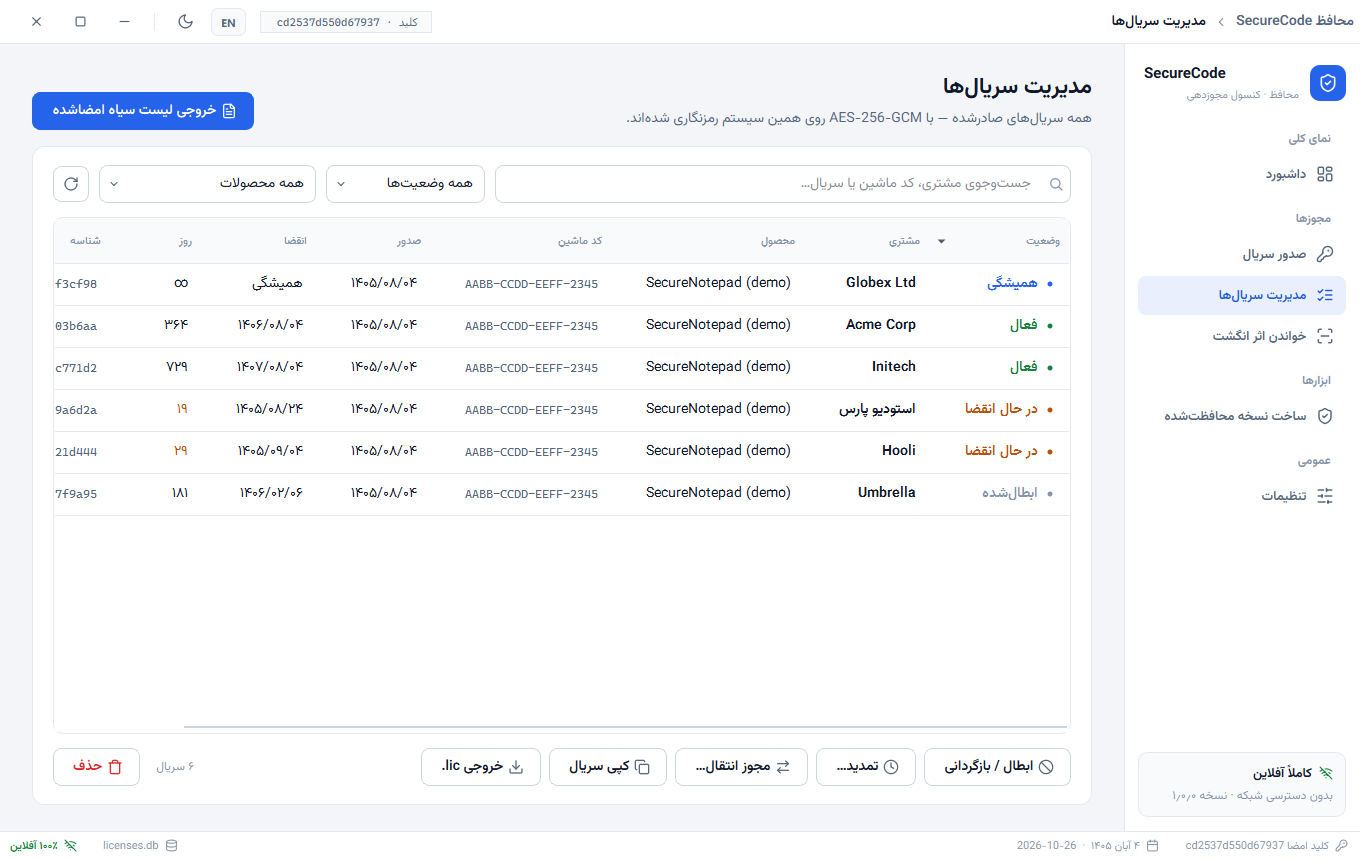 محافظ SecureCode › مدیریت سریال‌ها
کلید · cd2537d550d67937
EN
SecureCode
محافظ · کنسول مجوزدهی
نمای کلی
داشبورد
مجوزها
صدور سریال
مدیریت سریال‌ها
خواندن اثر انگشت
ابزارها
ساخت نسخه محافظت‌شده
عمومی
تنظیمات
کاملاً آفلاین
بدون دسترسی شبکه · نسخه ۱٫۰٫۰
مدیریت سریال‌ها
همه سریال‌های صادرشده — با AES-256-GCM روی همین سیستم رمزنگاری شده‌اند.
خروجی لیست سیاه امضاشده
جست‌وجوی مشتری، کد ماشین یا سریال…
همه وضعیت‌ها
همه محصولات
وضعیت مشتری محصول کد ماشین صدور انقضا روز شناسه
همیشگی Globex Ltd SecureNotepad (demo) AABB-CCDD-EEFF-2345 ۱۴۰۵/۰۸/۰۴ همیشگی ∞ f3cf98
فعال Acme Corp SecureNotepad (demo) AABB-CCDD-EEFF-2345 ۱۴۰۵/۰۸/۰۴ ۱۴۰۶/۰۸/۰۴ ۳۶۴ 03b6aa
فعال Initech SecureNotepad (demo) AABB-CCDD-EEFF-2345 ۱۴۰۵/۰۸/۰۴ ۱۴۰۷/۰۸/۰۴ ۷۲۹ c771d2
در حال انقضا استودیو پارس SecureNotepad (demo) AABB-CCDD-EEFF-2345 ۱۴۰۵/۰۸/۰۴ ۱۴۰۵/۰۸/۲۴ ۱۹ 9a6d2a
در حال انقضا Hooli SecureNotepad (demo) AABB-CCDD-EEFF-2345 ۱۴۰۵/۰۸/۰۴ ۱۴۰۵/۰۹/۰۴ ۲۹ 21d444
ابطال‌شده Umbrella SecureNotepad (demo) AABB-CCDD-EEFF-2345 ۱۴۰۵/۰۸/۰۴ ۱۴۰۶/۰۲/۰۶ ۱۸۱ 7f9a95
ابطال / بازگردانی
تمدید…
مجوز انتقال…
کپی سریال
خروجی lic.
۶ سریال
حذف
کلید امضا cd2537d550d67937
۴ آبان ۱۴۰۵ · 2026-10-26
licenses.db
۱۰۰٪ آفلاین